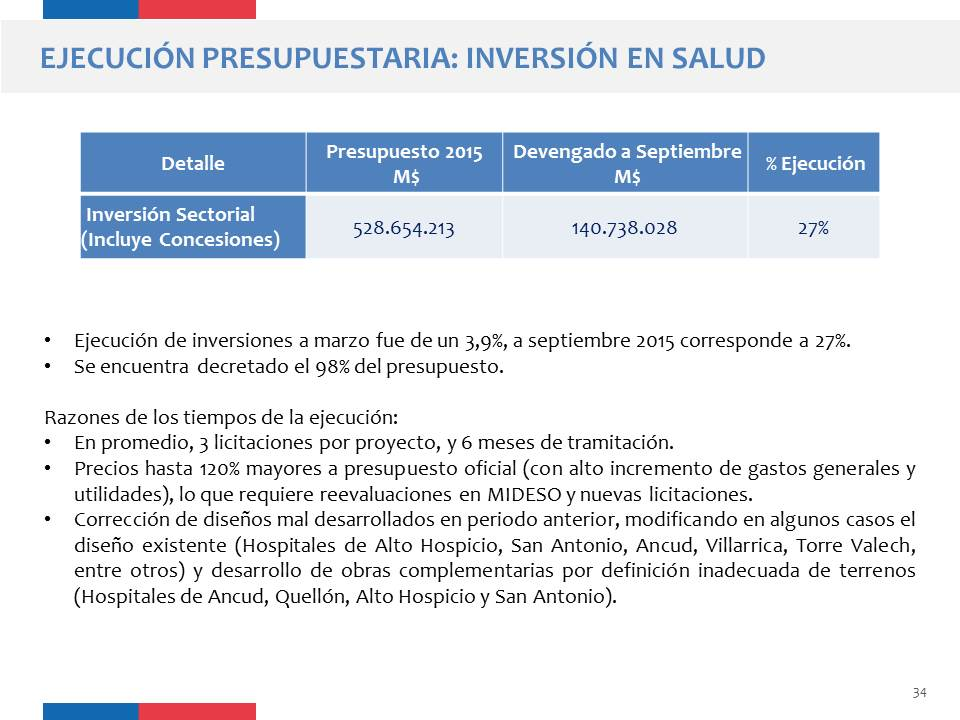 EJECUCIÓN PRESUPUESTARIA: INVERSIÓN EN SALUD
Detalle
Presupuesto 2015
M$
Devengado a Septiembre
M$
% Ejecución
Inversión Sectorial
(Incluye Concesiones)
528.654.213
140.738.028
27%
• Ejecución de inversiones a marzo fue de un 3,9%, a septiembre 2015 corresponde a 27%.
• Se encuentra decretado el 98% del presupuesto.
Razones de los tiempos de la ejecución:
• En promedio, 3 licitaciones por proyecto, y 6 meses de tramitación.
• Precios hasta 120% mayores a presupuesto oficial (con alto incremento de gastos generales y
utilidades), lo que requiere reevaluaciones en MIDESO y nuevas licitaciones.
• Corrección de diseños mal desarrollados en periodo anterior, modificando en algunos casos el
diseño existente (Hospitales de Alto Hospicio, San Antonio, Ancud, Villarrica, Torre Valech,
entre otros) y desarrollo de obras complementarias por definición inadecuada de terrenos
(Hospitales de Ancud, Quellón, Alto Hospicio y San Antonio).
34